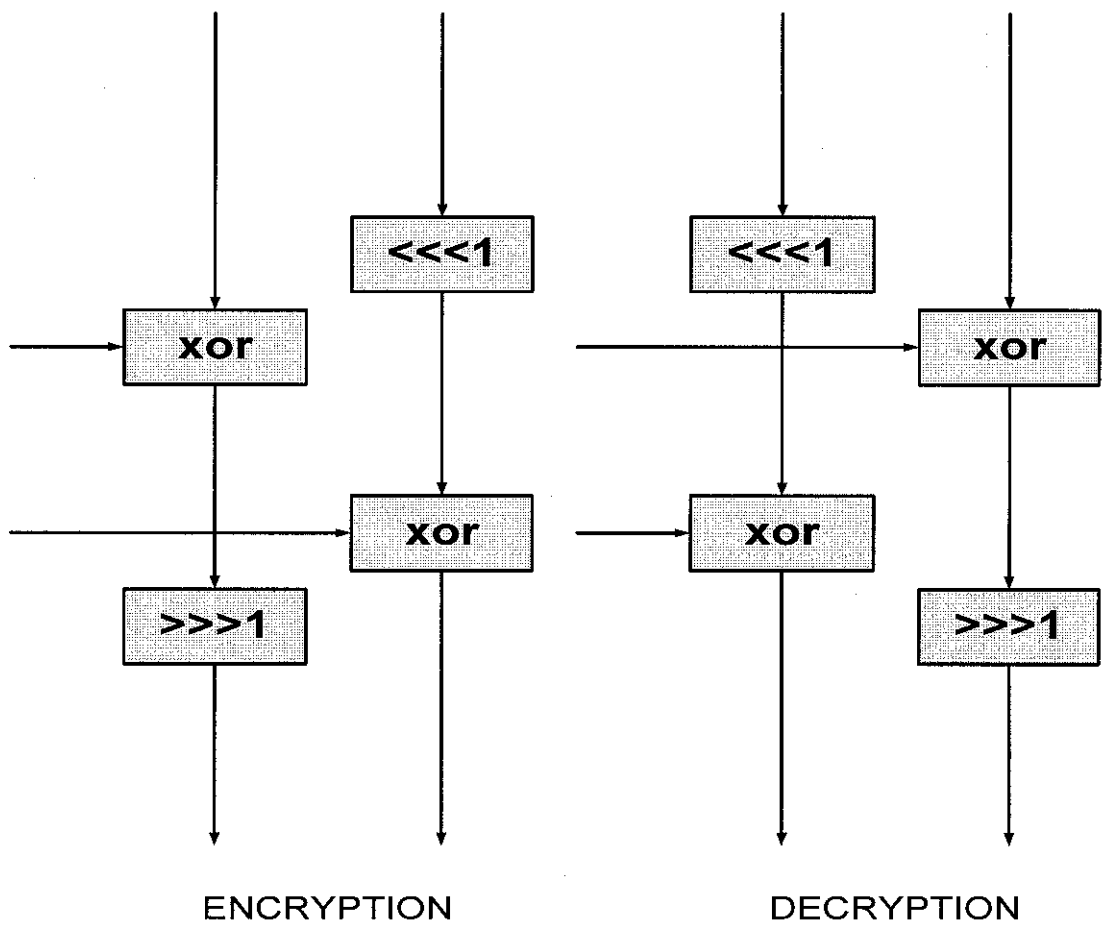 <<<1 <<<1
xor xor
xor xor
>>>1 >>>1
ENCRYPTION DECRYPTION